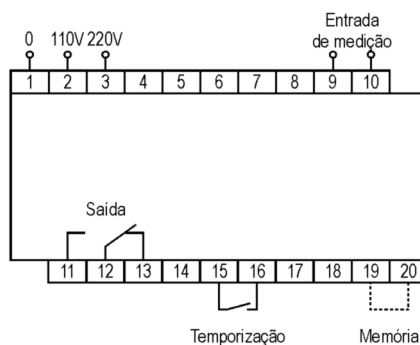 Entrada
0 110V 220V de medição
1 2 3 4 5 6 7 8 9 10
Saída
11 12 13 14 15 16 17 18 19 20
Temporização Memória